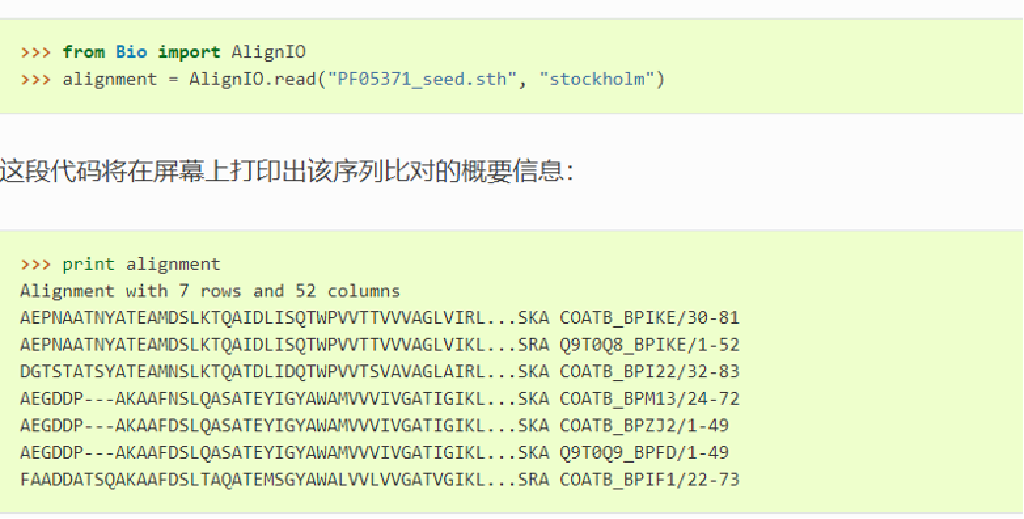 >>> from Bio import AlignIO
>>> alignment = AlignIO.read("PF05371_seed.sth", "stockholm")
这段代码将在屏幕上打印出该序列比对的概要信息：
>>> print alignment
Alignment with 7 rows and 52 columns
AEPNAATNYATEAMDSLKTQAIDLISQTWPVVTTVVVAGLVIRL...SKA COATB_BPIKE/30-81
AEPNAATNYATEAMDSLKTQAIDLISQTWPVVTTVVVAGLVIKL...SRA Q9T0Q8_BPIKE/1-52
DGTSTATSYATEAMNSLKTQATDLIDQTWPVVTSVAVAGLAIRL...SKA COATB_BPI22/32-83
AEGDDP---AKAAFNSLQASATEYIGYAWAMVVVIVGATIGIKL...SKA COATB_BPM13/24-72
AEGDDP---AKAAFDSLQASATEYIGYAWAMVVVIVGATIGIKL...SKA COATB_BPZJ2/1-49
AEGDDP---AKAAFDSLQASATEYIGYAWAMVVVIVGATIGIKL...SKA Q9T0Q9_BPFD/1-49
FAADDATSQAKAAFDSLTAQATEMSGYAWALVVLVVGATVGIKL...SRA COATB_BPIF1/22-73